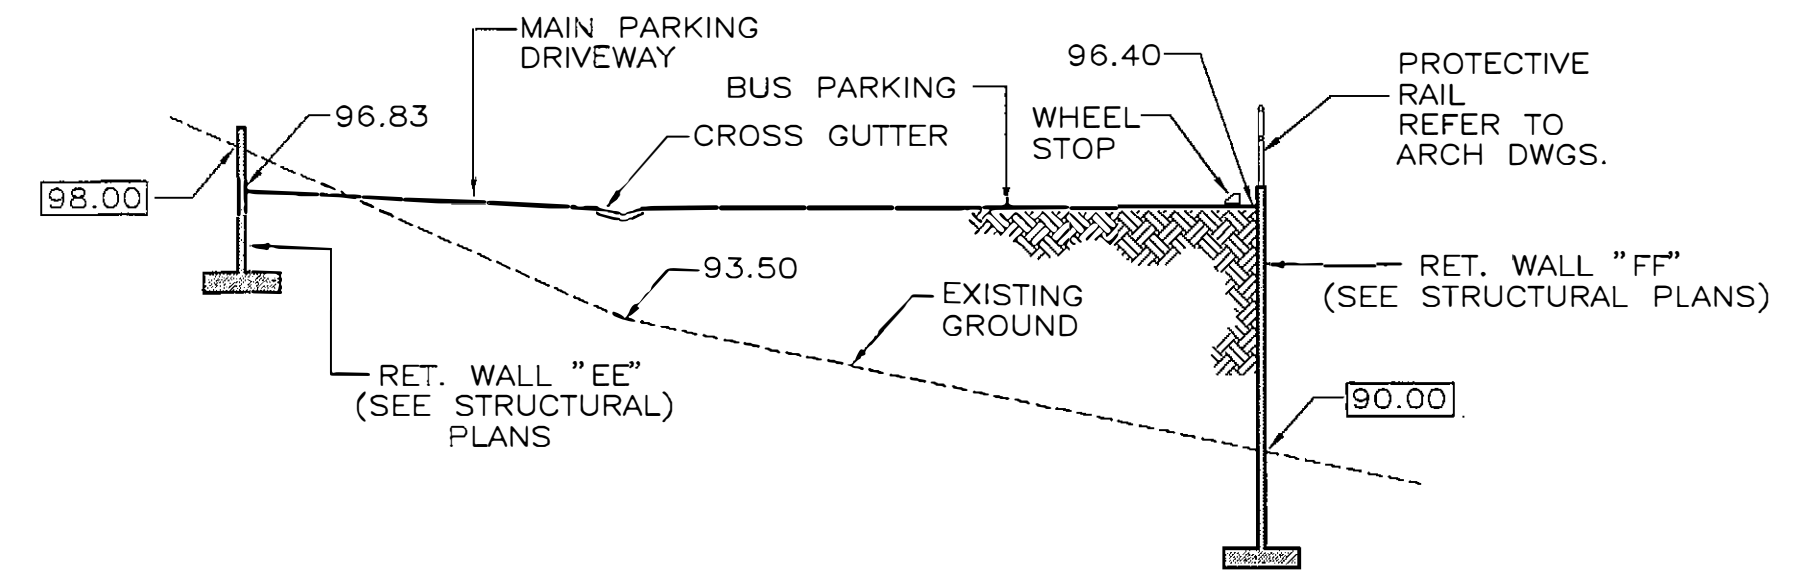 MAIN PARKING
DRIVEWAY
96.40
PROTECTIVE
RAIL
REFER TO
ARCH DWGS.
BUS PARKING
96.83
WHEEL
STOP
CROSS GUTTER
98.00
93.50
RET. WALL "FF"
(SEE STRUCTURAL PLANS)
EXISTING
GROUND
RET. WALL "EE"
(SEE STRUCTURAL)
PLANS
90.00